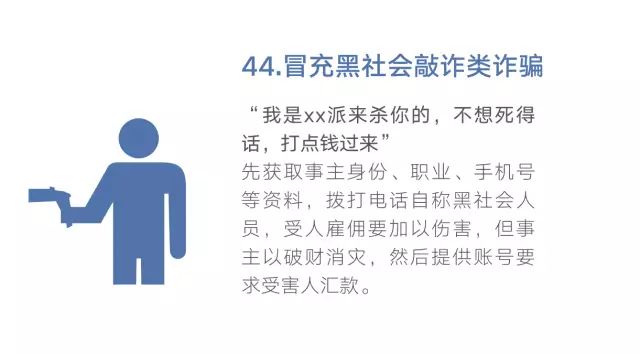 44.冒充黑社会敲诈类诈骗
“我是xx派来杀你的，不想死得
话，打点钱过来”
先获取事主身份、职业、手机号
等资料，拨打电话自称黑社会人
员，受人雇佣要加以伤害，但事
主以破财消灾，然后提供账号要
求受害人汇款。